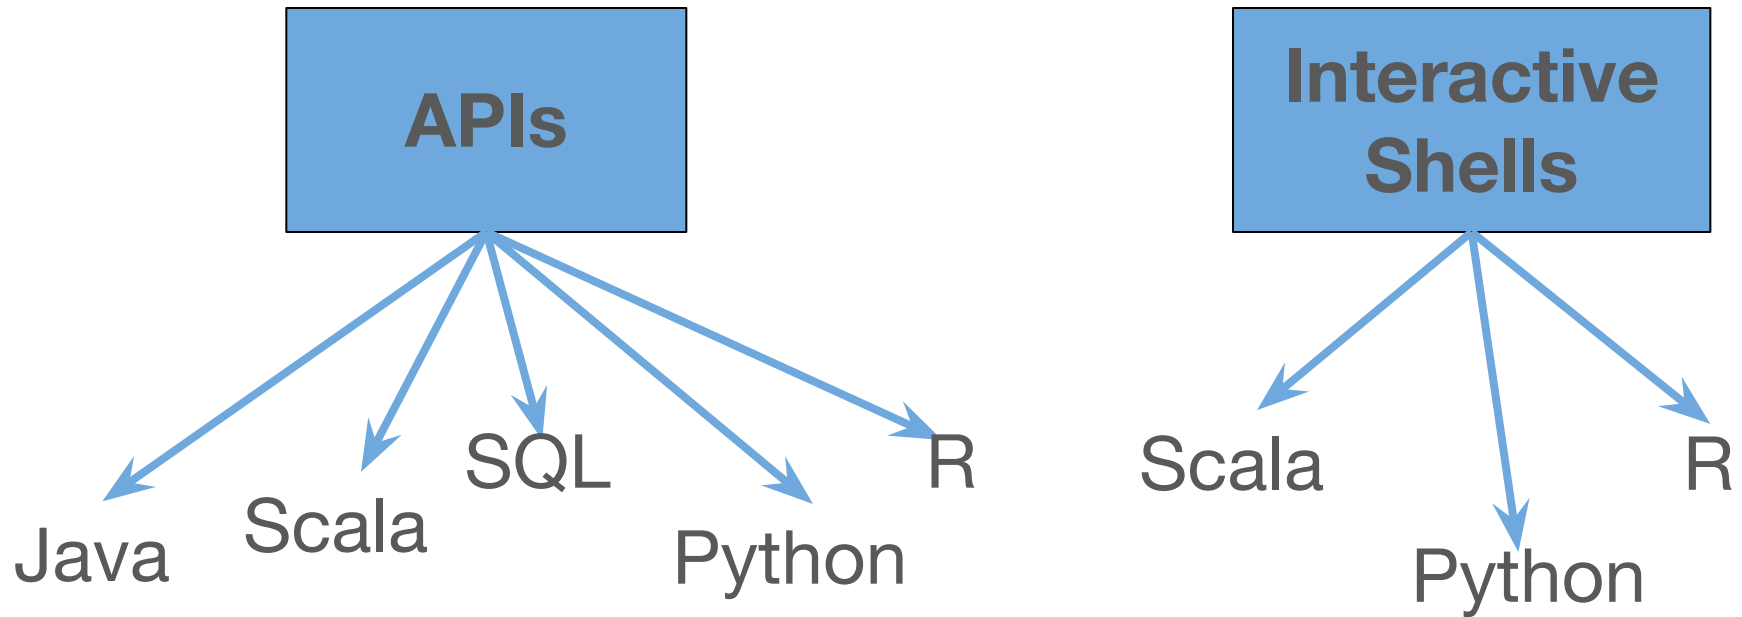 APIs
Java
Scala
SQL
Python
R
Interactive
Shells
Scala
Python
R